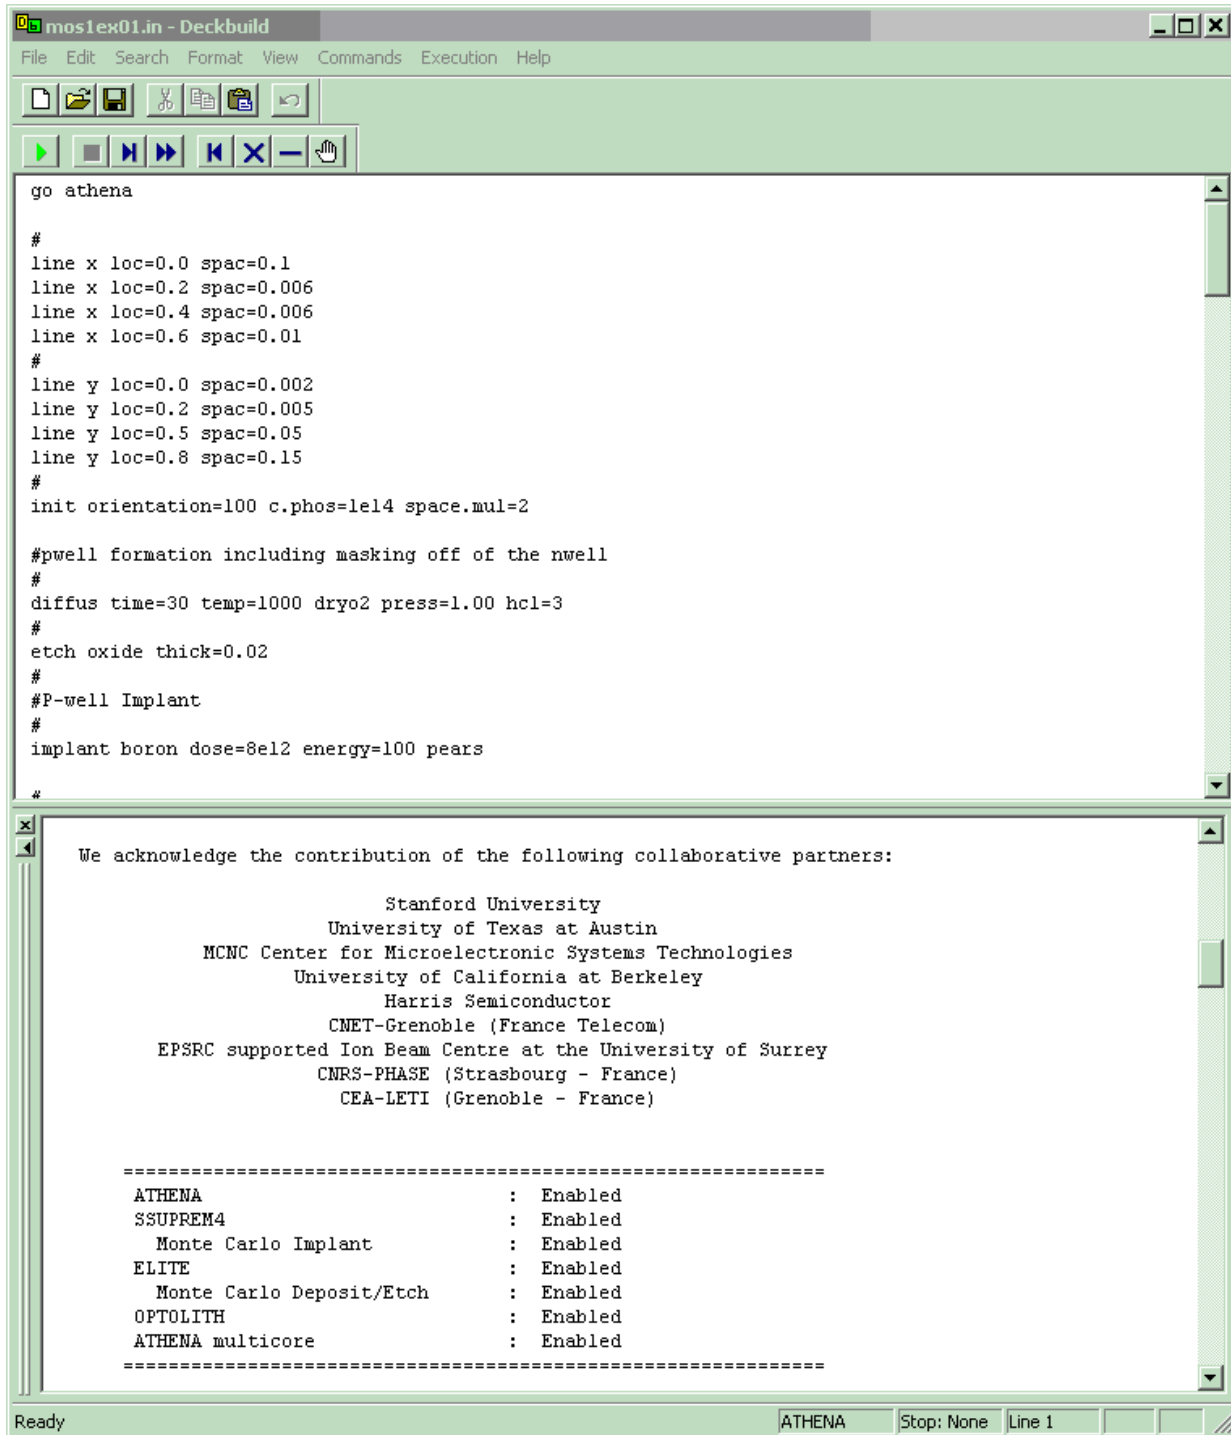 mos1ex01.in - Deckbuild
File Edit Search Format View Commands Execution Help
go athena
#
line x loc=0.0 spac=0.1
line x loc=0.2 spac=0.006
line x loc=0.4 spac=0.006
line x loc=0.6 spac=0.01
#
line y loc=0.0 spac=0.002
line y loc=0.2 spac=0.005
line y loc=0.5 spac=0.05
line y loc=0.8 spac=0.15
#
init orientation=100 c.phos=1e14 space.mul=2
#pwell formation including masking off of the nwell
#
diffus time=30 temp=1000 dryo2 press=1.00 hcl=3
#
etch oxide thick=0.02
#
#P-well Implant
#
implant boron dose=8e12 energy=100 pears
#
We acknowledge the contribution of the following collaborative partners:
Stanford University
University of Texas at Austin
MCNC Center for Microelectronic Systems Technologies
University of California at Berkeley
Harris Semiconductor
CNET-Grenoble (France Telecom)
EPSRC supported Ion Beam Centre at the University of Surrey
CNRS-PHASE (Strasbourg - France)
CEA-LETI (Grenoble - France)
==============================================================
ATHENA : Enabled
SSUPREM4 : Enabled
Monte Carlo Implant : Enabled
ELITE : Enabled
Monte Carlo Deposit/Etch : Enabled
OPTOLITH : Enabled
ATHENA multicore : Enabled
==============================================================
Ready ATHENA Stop: None Line 1